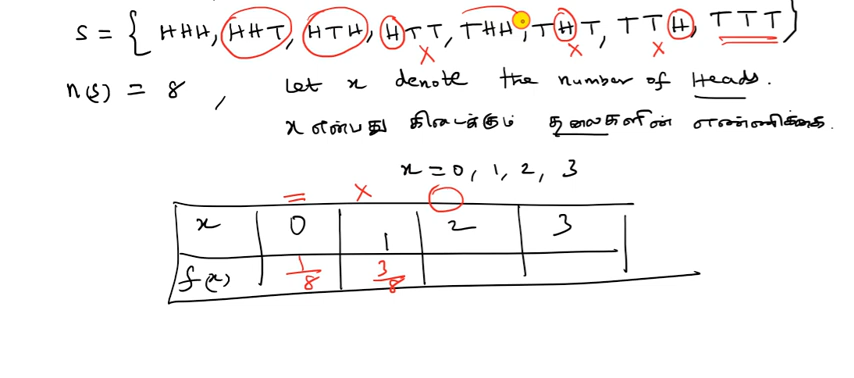 S = { HHH, HHT, HTH, HTT, THH, THT, TTH, TTT }
n(s) = 8 , Let x denote the number of Heads.
x என்பது கிடைக்கும் தலைகளின் எண்ணிக்கை.
x = 0, 1, 2, 3
x 0 1 2 3
f(x) 1/8 3/8